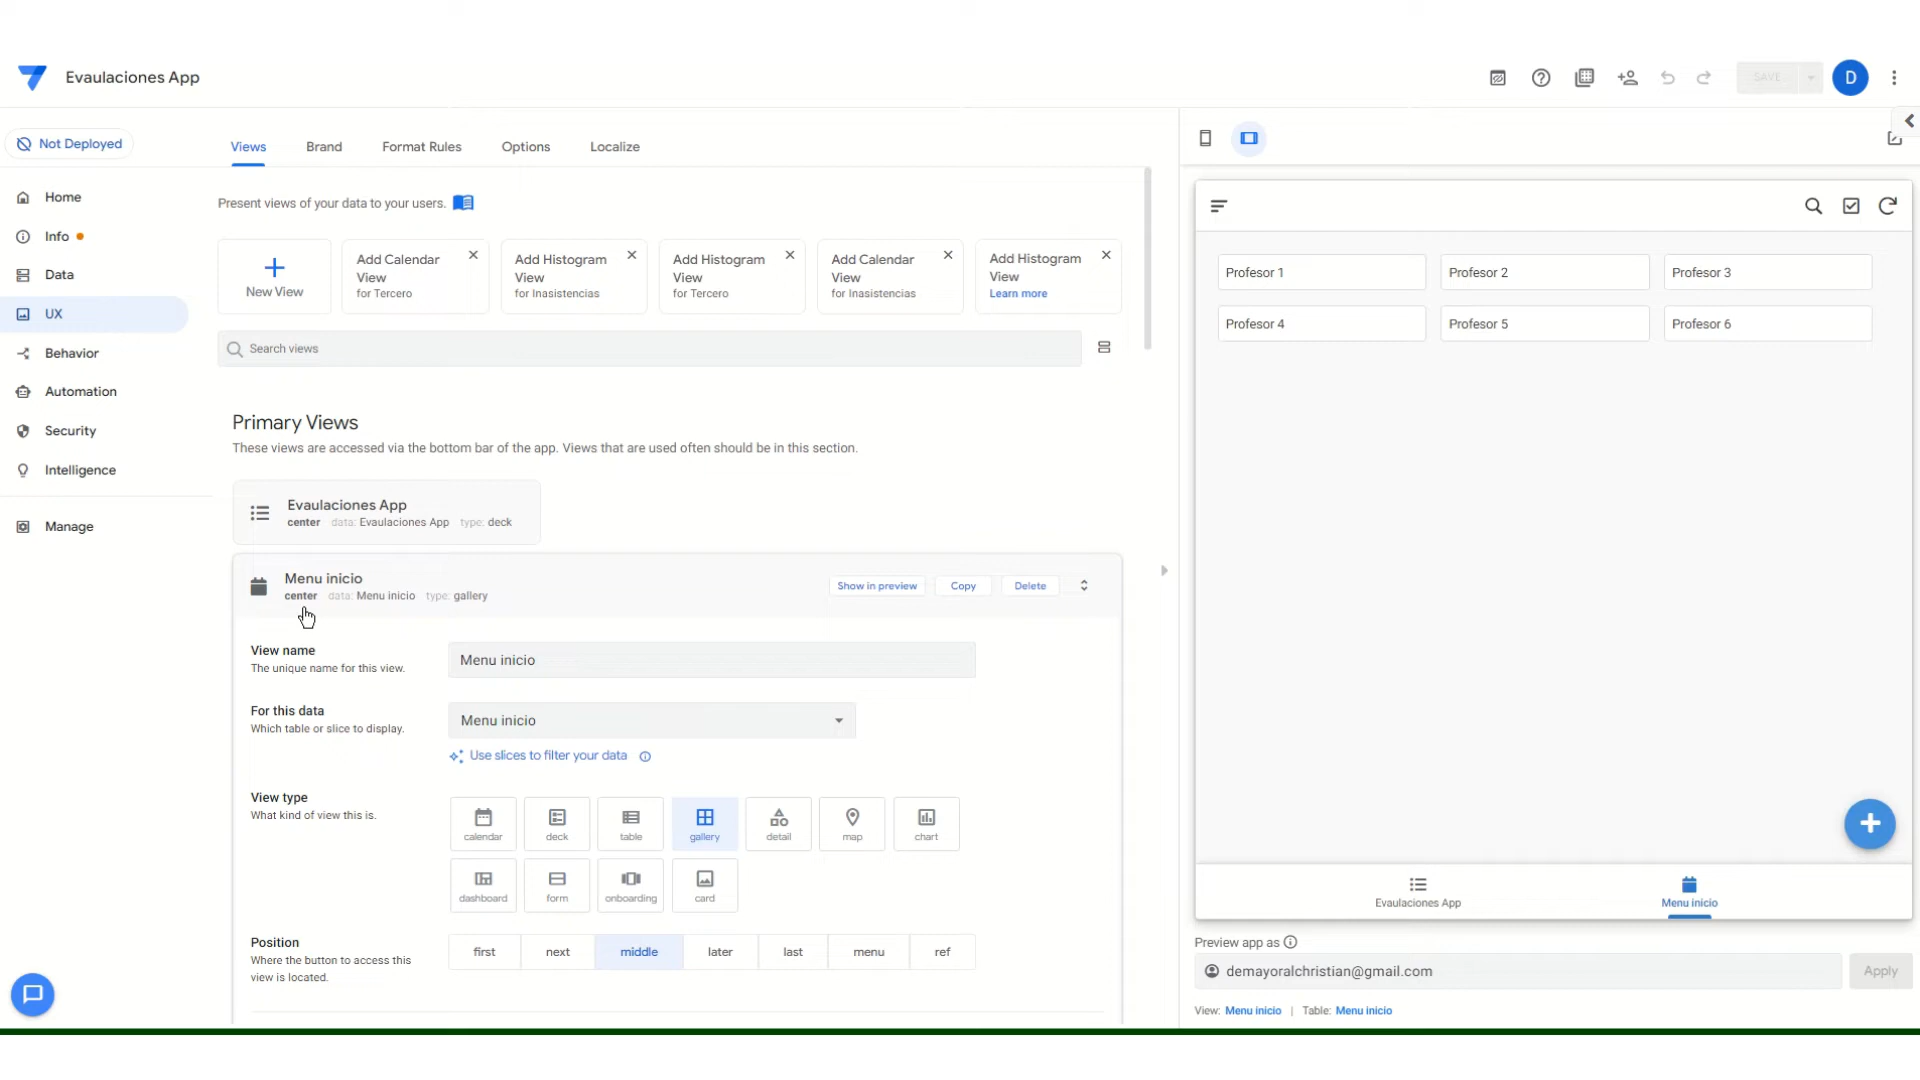 Evaulaciones App
SAVE
D
Not Deployed
Home
Info
Data
UX
Behavior
Automation
Security
Intelligence
Manage
Views
Brand
Format Rules
Options
Localize
Present views of your data to your users.
New View
Add Calendar
View
for Tercero
Add Histogram
View
for Inasistencias
Add Histogram
View
for Tercero
Add Calendar
View
for Inasistencias
Add Histogram
View
Learn more
Search views
Primary Views
These views are accessed via the bottom bar of the app. Views that are used often should be in this section.
Evaulaciones App
center data: Evaulaciones App type: deck
Menu inicio
center data: Menu inicio type: gallery
Show in preview
Copy
Delete
View name
The unique name for this view.
Menu inicio
For this data
Which table or slice to display.
Menu inicio
Use slices to filter your data
View type
What kind of view this is.
calendar
deck
table
gallery
detail
map
chart
dashboard
form
onboarding
card
Position
Where the button to access this
view is located.
first
next
middle
later
last
menu
ref
Profesor 1
Profesor 2
Profesor 3
Profesor 4
Profesor 5
Profesor 6
Evaulaciones App
Menu inicio
Preview app as
demayoralchristian@gmail.com
Apply
View: Menu inicio | Table: Menu inicio